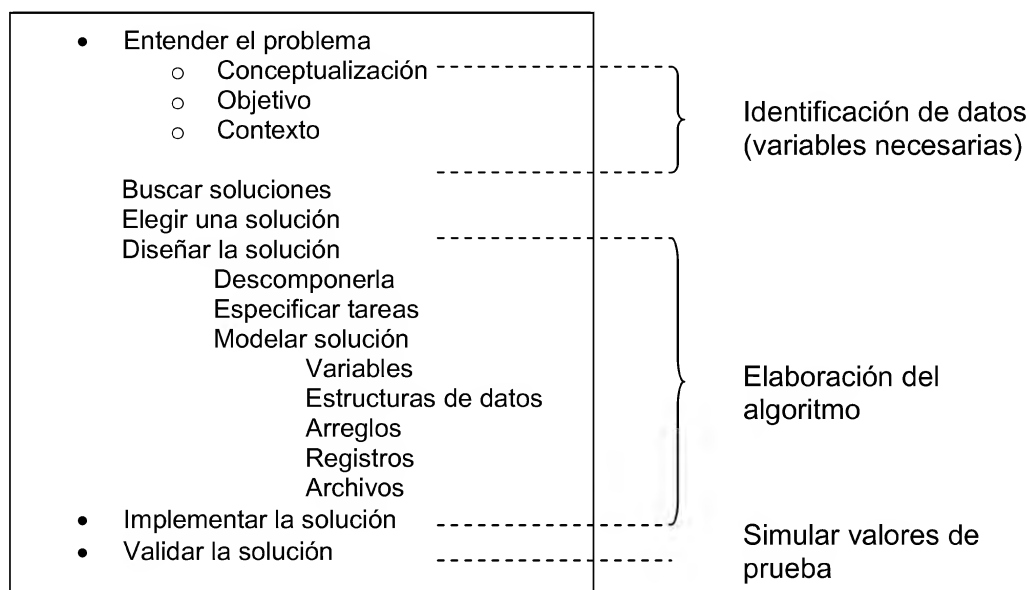 • Entender el problema
o Conceptualización
o Objetivo
o Contexto
Buscar soluciones
Elegir una solución
Diseñar la solución
Descomponerla
Especificar tareas
Modelar solución
Variables
Estructuras de datos
Arreglos
Registros
Archivos
• Implementar la solución
• Validar la solución
Identificación de datos
(variables necesarias)
Elaboración del
algoritmo
Simular valores de
prueba